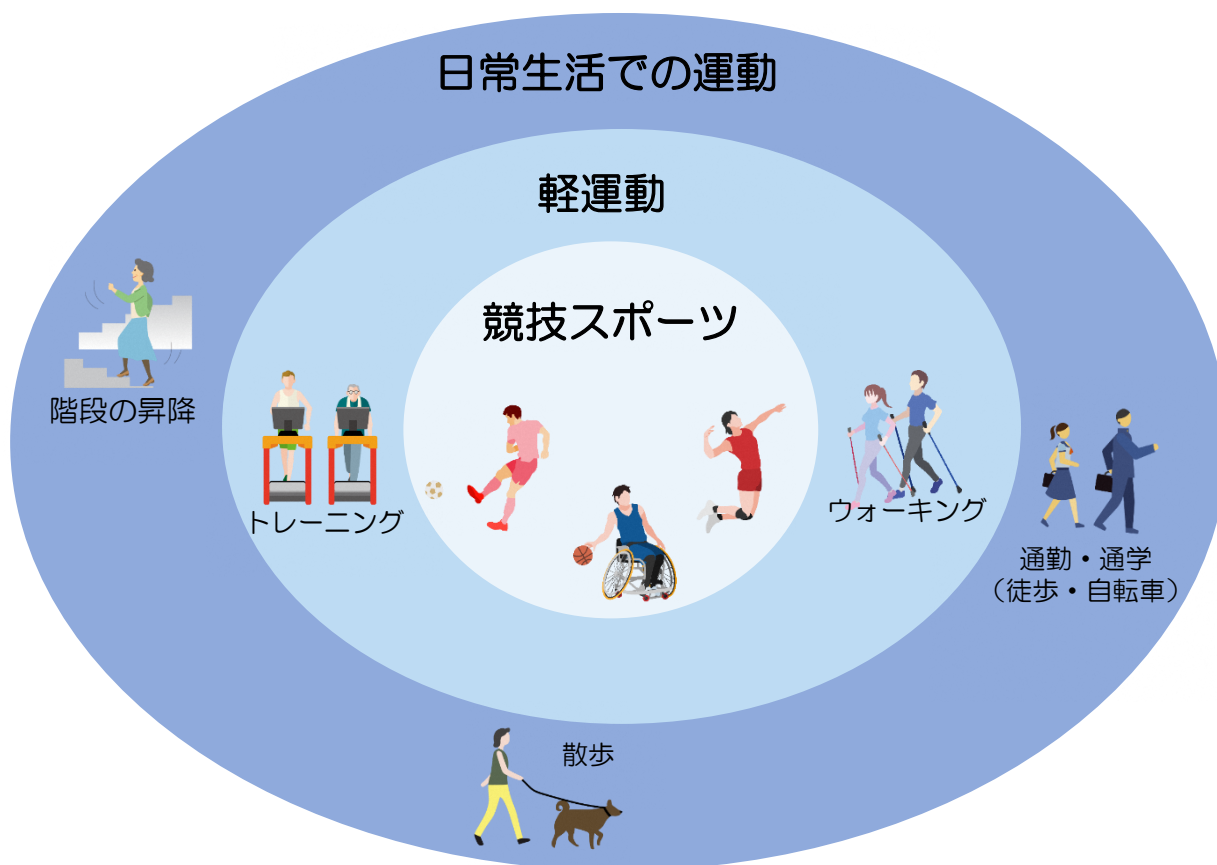 日常生活での運動
軽運動
競技スポーツ
階段の昇降
トレーニング
ウォーキング
通勤・通学
（徒歩・自転車）
散歩